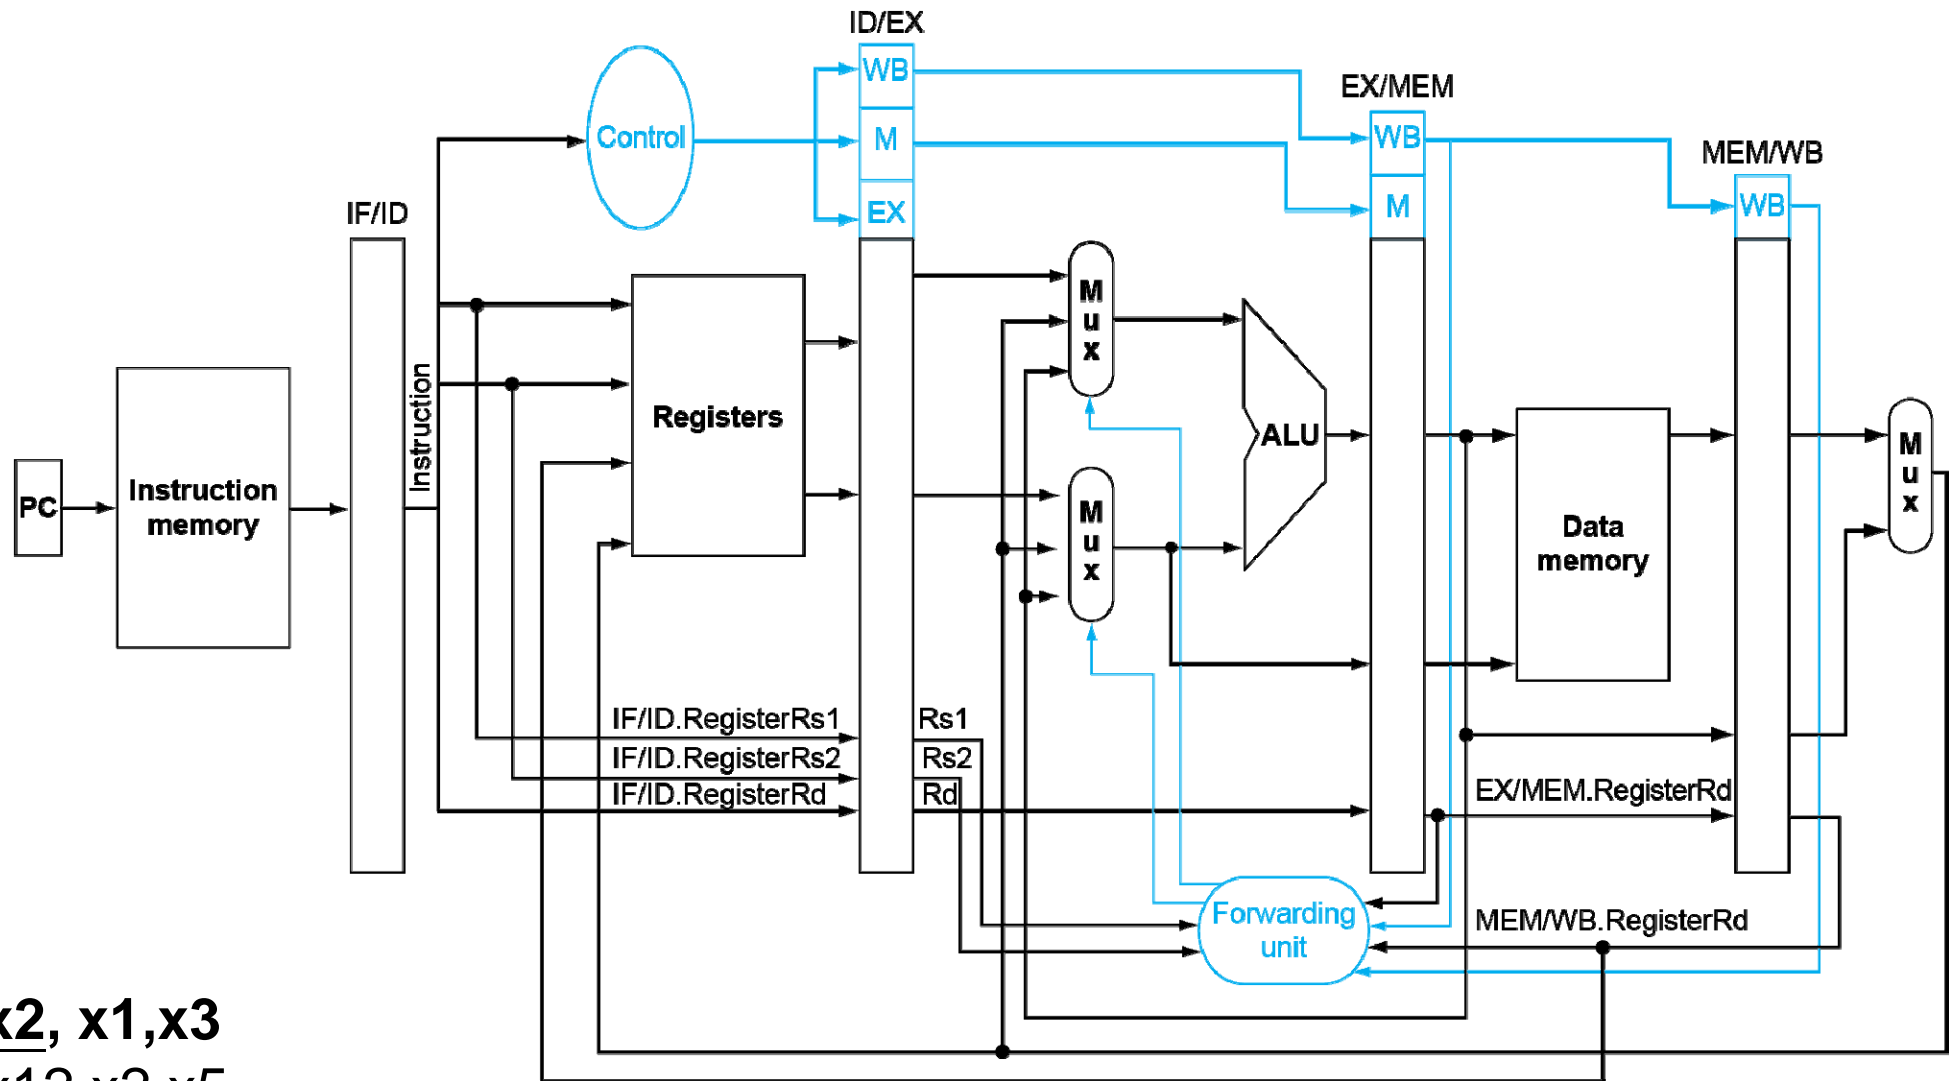 ID/EX
WB
EX/MEM
Control
M
WB
MEM/WB
IF/ID
EX
M
WB
M
u
x
Instruction
Registers
ALU
M
u
x
PC
Instruction
memory
M
u
x
Data
memory
IF/ID.RegisterRs1
Rs1
IF/ID.RegisterRs2
Rs2
IF/ID.RegisterRd
Rd
EX/MEM.RegisterRd
Forwarding
unit
MEM/WB.RegisterRd
x2, x1,x3